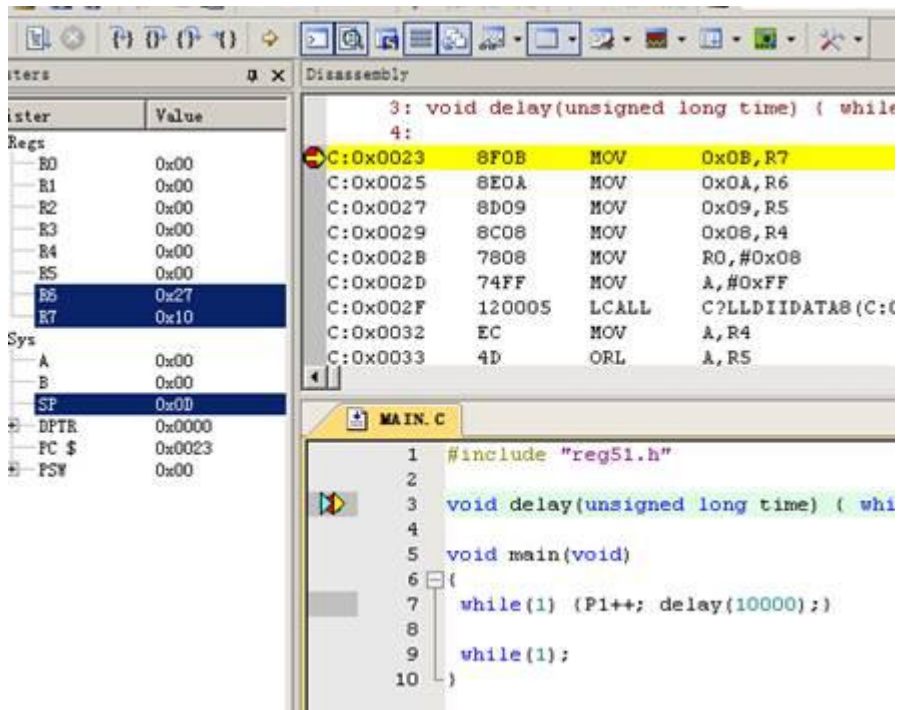 Disassembly
Value
Regs
R0 0x00
R1 0x00
R2 0x00
R3 0x00
R4 0x00
R5 0x00
R6 0x27
R7 0x10
Sys
A 0x00
B 0x00
SP 0x0D
DPTR 0x0000
PC $ 0x0023
PSW 0x00
3: void delay(unsigned long time) { while
4:
C:0x0023 8F0B MOV 0x0B,R7
C:0x0025 8E0A MOV 0x0A,R6
C:0x0027 8D09 MOV 0x09,R5
C:0x0029 8C08 MOV 0x08,R4
C:0x002B 7808 MOV R0,#0x08
C:0x002D 74FF MOV A,#0xFF
C:0x002F 120005 LCALL C?LLDIIDATA8(C:0
C:0x0032 EC MOV A,R4
C:0x0033 4D ORL A,R5
MAIN.C
1 #include "reg51.h"
2
3 void delay(unsigned long time) { whi
4
5 void main(void)
6 {
7 while(1) {P1++; delay(10000);}
8
9 while(1);
10 }